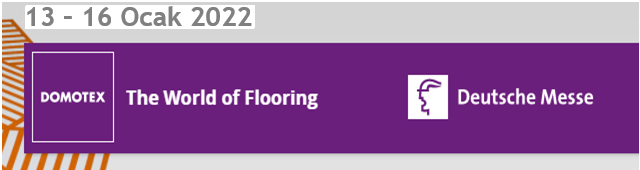 13 - 16 Ocak 2022
DOMOTEX
The World of Flooring
Deutsche Messe